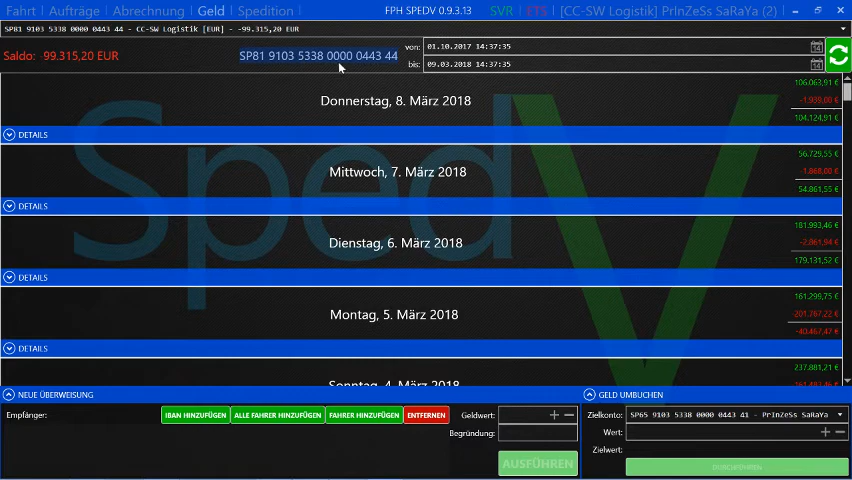 Fahrt Aufträge Abrechnung Geld Spedition FPH SPEDV 0.9.3.13 SVR ETS [CC-SW Logistik] PrInZeSs SaRaYa (2)
SP81 9103 5338 0000 0443 44 - CC-SW Logistik [EUR] - -99.315,20 EUR
Saldo: -99.315,20 EUR
SP81 9103 5338 0000 0443 44
von: 01.10.2017 14:37:35 14
bis: 09.03.2018 14:37:35 14
SpedV
106.063,91 €
Donnerstag, 8. März 2018
-1.939,00 €
104.124,91 €
DETAILS
56.729,55 €
Mittwoch, 7. März 2018
-1.868,00 €
54.861,55 €
DETAILS
181.993,46 €
Dienstag, 6. März 2018
-2.861,94 €
179.131,52 €
DETAILS
161.299,75 €
Montag, 5. März 2018
-201.767,22 €
-40.467,47 €
DETAILS
237.881,21 €
Sonntag, 4. März 2018
NEUE ÜBERWEISUNG
Empfänger: IBAN HINZUFÜGEN ALLE FAHRER HINZUFÜGEN FAHRER HINZUFÜGEN ENTFERNEN
Geldwert:
Begründung:
AUSFÜHREN
GELD UMBUCHEN
Zielkonto: SP65 9103 5338 0000 0443 41 - PrInZeSs SaRaYa
Wert:
Zielwert:
DURCHFÜHREN